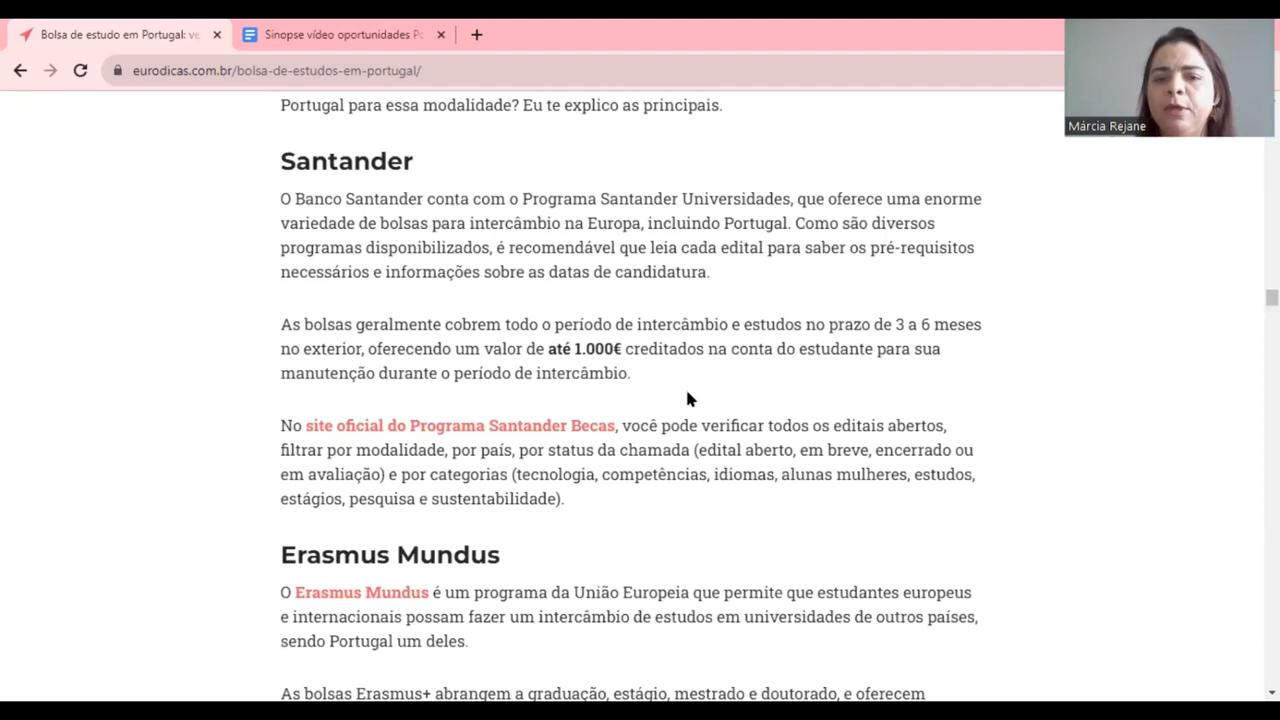 Bolsa de estudo em Portugal: ve
Sinopse vídeo oportunidades Po
eurodicas.com.br/bolsa-de-estudos-em-portugal/
Márcia Rejane
Portugal para essa modalidade? Eu te explico as principais.
Santander
O Banco Santander conta com o Programa Santander Universidades, que oferece uma enorme
variedade de bolsas para intercâmbio na Europa, incluindo Portugal. Como são diversos
programas disponibilizados, é recomendável que leia cada edital para saber os pré-requisitos
necessários e informações sobre as datas de candidatura.
As bolsas geralmente cobrem todo o período de intercâmbio e estudos no prazo de 3 a 6 meses
no exterior, oferecendo um valor de até 1.000€ creditados na conta do estudante para sua
manutenção durante o período de intercâmbio.
No site oficial do Programa Santander Becas, você pode verificar todos os editais abertos,
filtrar por modalidade, por país, por status da chamada (edital aberto, em breve, encerrado ou
em avaliação) e por categorias (tecnologia, competências, idiomas, alunas mulheres, estudos,
estágios, pesquisa e sustentabilidade).
Erasmus Mundus
O Erasmus Mundus é um programa da União Europeia que permite que estudantes europeus
e internacionais possam fazer um intercâmbio de estudos em universidades de outros países,
sendo Portugal um deles.
As bolsas Erasmus+ abrangem a graduação, estágio, mestrado e doutorado, e oferecem